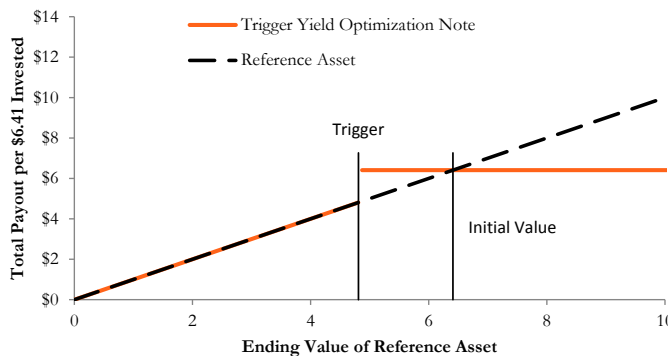 Trigger Yield Optimization Note
Reference Asset
Total Payout per $6.41 Invested
$14
$12
$10
$8
$6
$4
$2
$0
Trigger
Initial Value
0
2
4
6
8
10
Ending Value of Reference Asset